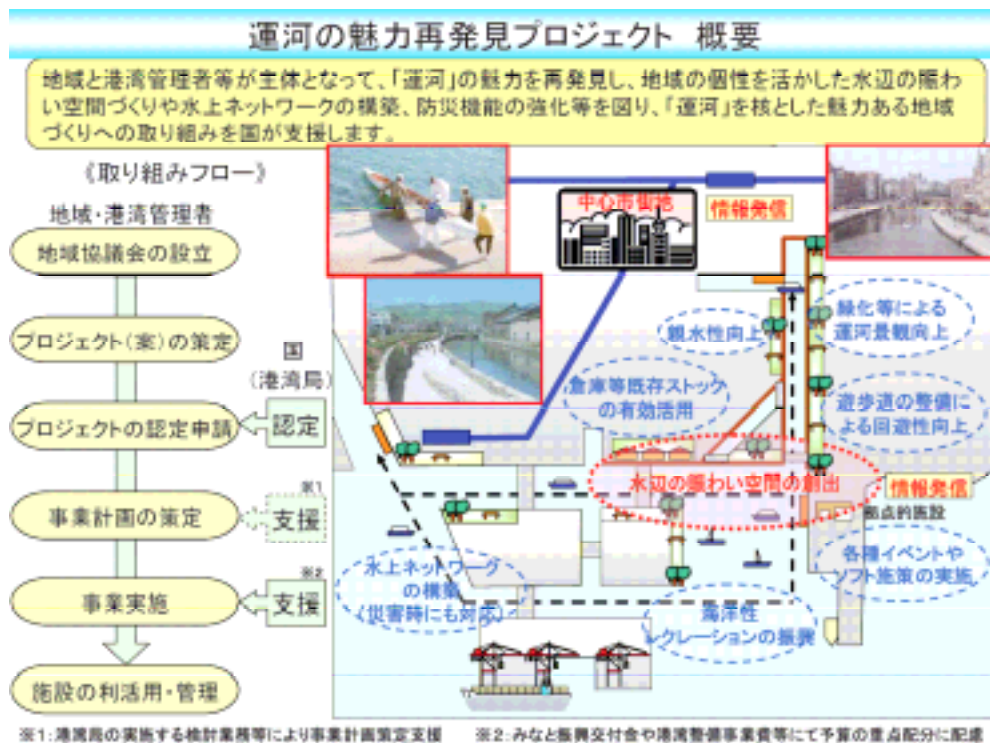 運河の魅力再発見プロジェクト 概要
地域と港湾管理者等が主体となって、「運河」の魅力を再発見し、地域の個性を活かした水辺の賑わ
い空間づくりや水上ネットワークの構築、防災機能の強化等を図り、「運河」を核とした魅力ある地域
づくりへの取り組みを国が支援します。
《取り組みフロー》
地域・港湾管理者
地域協議会の設立
プロジェクト(案)の策定
国
(港湾局)
プロジェクトの認定申請
認定
※1
事業計画の策定
支援
※2
事業実施
支援
施設の利活用・管理
中心市街地
情報発信
親水性向上
緑化等による
運河景観向上
倉庫等既存ストック
の有効活用
遊歩道の整備に
よる回遊性向上
水辺の賑わい空間の創出
情報発信
拠点的施設
各種イベントや
ソフト施策の実施
水上ネットワーク
の構築
(災害時にも対応)
海洋性
レクレーションの振興
※1:港湾局の実施する検討業務等により事業計画策定支援
※2:みなと振興交付金や港湾整備事業費等にて予算の重点配分に配慮